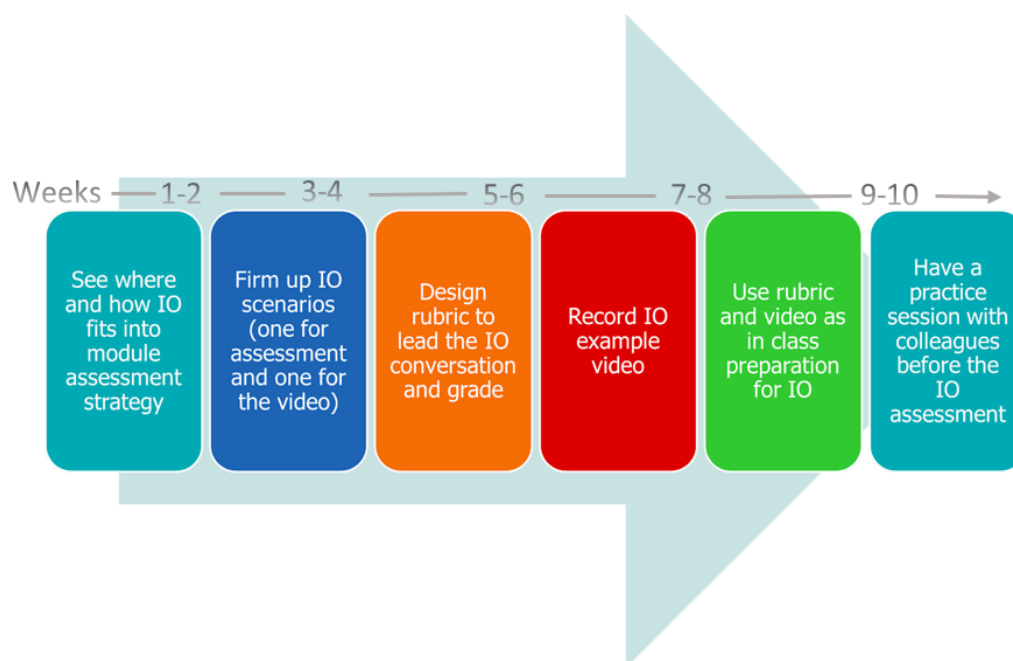 Weeks 1-2 3-4 5-6 7-8 9-10
See where
and how IO
fits into
module
assessment
strategy
Firm up IO
scenarios
(one for
assessment
and one for
the video)
Design
rubric to
lead the IO
conversation
and grade
Record IO
example
video
Use rubric
and video as
in class
preparation
for IO
Have a
practice
session with
colleagues
before the
IO
assessment